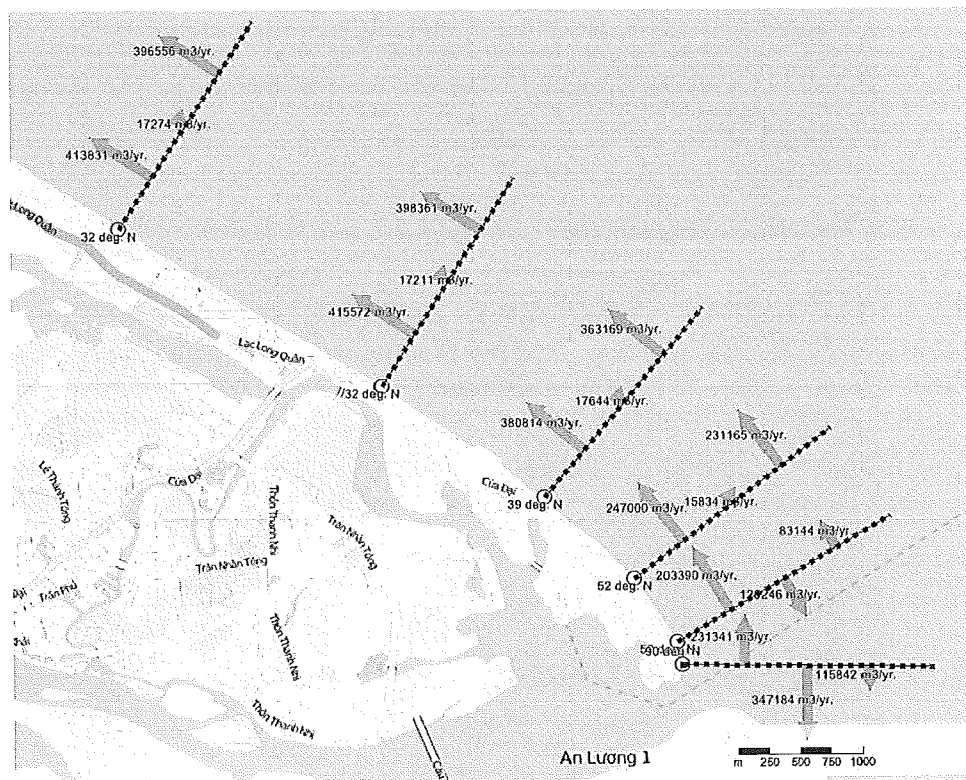 396556 m3/yr.
17274 m3/yr.
413831 m3/yr.
32 deg. N
Long Quân
398361 m3/yr.
17211 m3/yr.
415572 m3/yr.
Lạc Long Quân
32 deg. N
363169 m3/yr.
17644 m3/yr.
380814 m3/yr.
Cửa Đại
39 deg. N
231165 m3/yr.
15834 m3/yr.
247000 m3/yr.
52 deg. N
83144 m3/yr.
203390 m3/yr.
m3/yr.
231341 m3/yr.
deg. N
115842 m3/yr.
347184 m3/yr.
Lê Thánh Tông
Cửa Đại
Thôn Thanh Nhì
Trần Nhân Tông
Trần Nhân Tông
Trần Phú
Thôn Thanh Nhì
Thôn Thanh Nhì
Cầu
An Lương 1
m 250 500 750 1000